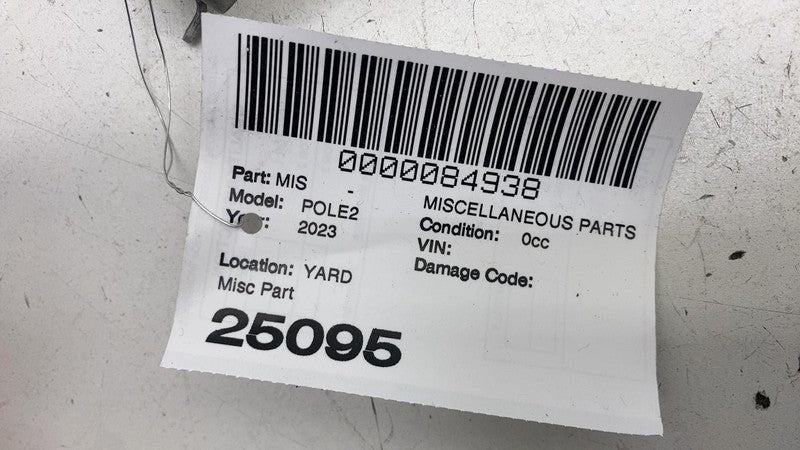 0000084938
Part: MIS - MISCELLANEOUS PARTS
Model: POLE2 Condition: 0cc
2023 VIN:
Damage Code:
Location: YARD
Misc Part
25095